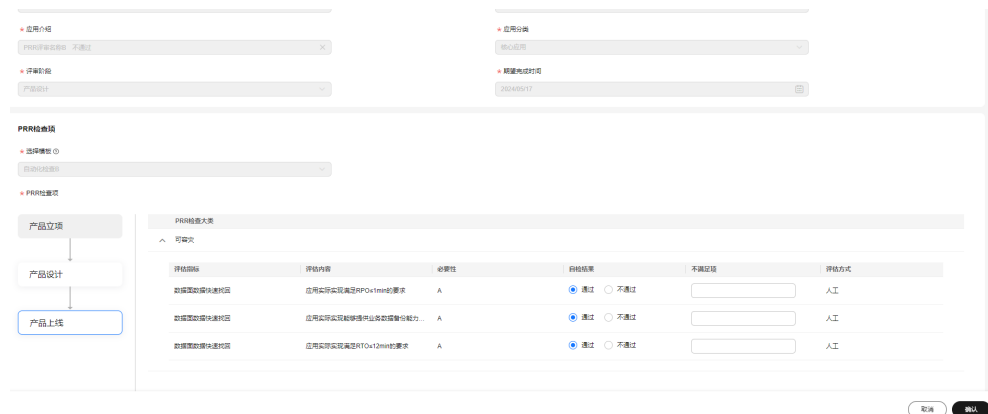 * 应用介绍
* 应用分类
PRR评审名称6 不通过
核心应用
* 评审阶段
* 期望完成时间
产品设计
2024/05/17
PRR检查项
* 选择模板
自动化检查6
* PRR检查项
产品立项
产品设计
产品上线
PRR检查大类
可容灾
评估指标 评估内容 必要性 自检结果 不满足项 评估方式
数据面数据快速找回 应用实际实现满足RPO≤1min的要求 A 通过 不通过 人工
数据面数据快速找回 应用实际实现能够提供业务数据备份能力... A 通过 不通过 人工
数据面数据快速找回 应用实际实现满足RTO≤12min的要求 A 通过 不通过 人工
取消 确认